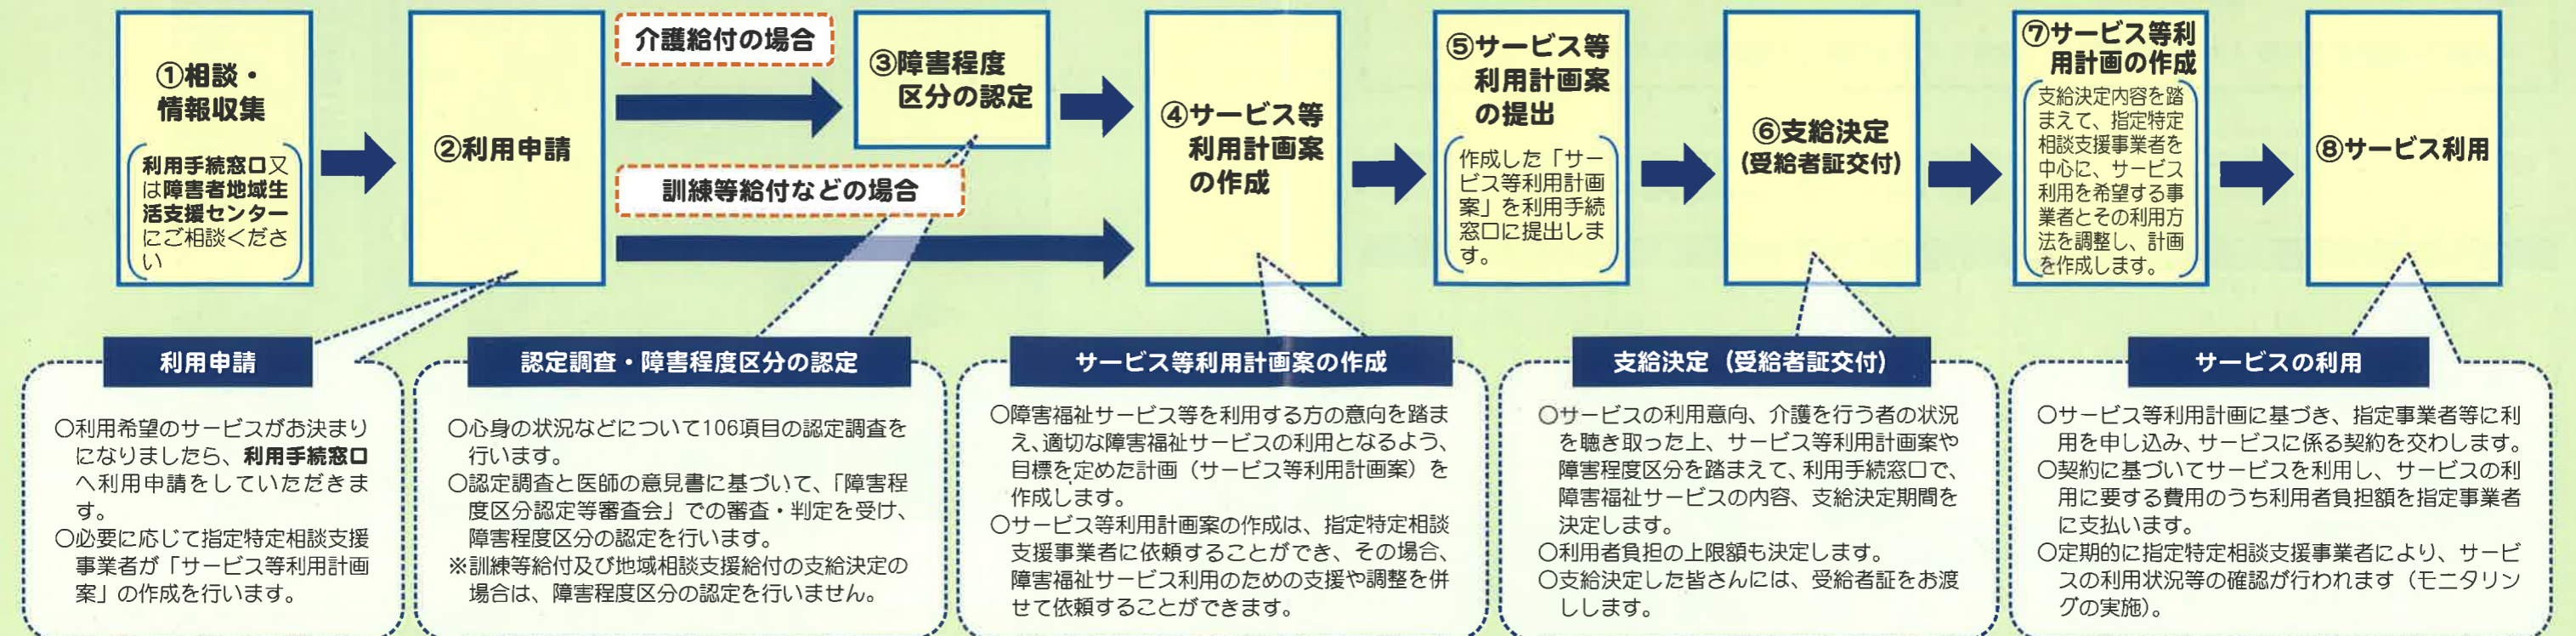 ①相談・
情報収集
利用手続窓口又
は障害者地域生
活支援センター
にご相談くださ
い
②利用申請
介護給付の場合
③障害程度
区分の認定
訓練等給付などの場合
④サービス等
利用計画案
の作成
⑤サービス等
利用計画案
の提出
作成した「サー
ビス等利用計画
案」を利用手続
窓口に提出しま
す。
⑥支給決定
(受給者証交付)
⑦サービス等利
用計画の作成
支給決定内容を踏
まえて、指定特定
相談支援事業者を
中心に、サービス
利用を希望する事
業者とその利用方
法を調整し、計画
を作成します。
⑧サービス利用
利用申請
○利用希望のサービスがお決まり
になりましたら、利用手続窓口
へ利用申請をしていただきま
す。
○必要に応じて指定特定相談支援
事業者が「サービス等利用計画
案」の作成を行います。
認定調査・障害程度区分の認定
○心身の状況などについて106項目の認定調査を
行います。
○認定調査と医師の意見書に基づいて、「障害程
度区分認定等審査会」での審査・判定を受け、
障害程度区分の認定を行います。
※訓練等給付及び地域相談支援給付の支給決定の
場合は、障害程度区分の認定を行いません。
サービス等利用計画案の作成
○障害福祉サービス等を利用する方の意向を踏ま
え、適切な障害福祉サービスの利用となるよう、
目標を定めた計画（サービス等利用計画案）を
作成します。
○サービス等利用計画案の作成は、指定特定相談
支援事業者に依頼することができ、その場合、
障害福祉サービス利用のための支援や調整を併
せて依頼することができます。
支給決定（受給者証交付）
○サービスの利用意向、介護を行う者の状況
を聴き取った上、サービス等利用計画案や
障害程度区分を踏まえて、利用手続窓口で、
障害福祉サービスの内容、支給決定期間を
決定します。
○利用者負担の上限額も決定します。
○支給決定した皆さんには、受給者証をお渡
しします。
サービスの利用
○サービス等利用計画に基づき、指定事業者等に利
用を申し込み、サービスに係る契約を交わします。
○契約に基づいてサービスを利用し、サービスの利
用に要する費用のうち利用者負担額を指定事業者
に支払います。
○定期的に指定特定相談支援事業者により、サービ
スの利用状況等の確認が行われます（モニタリン
グの実施）。